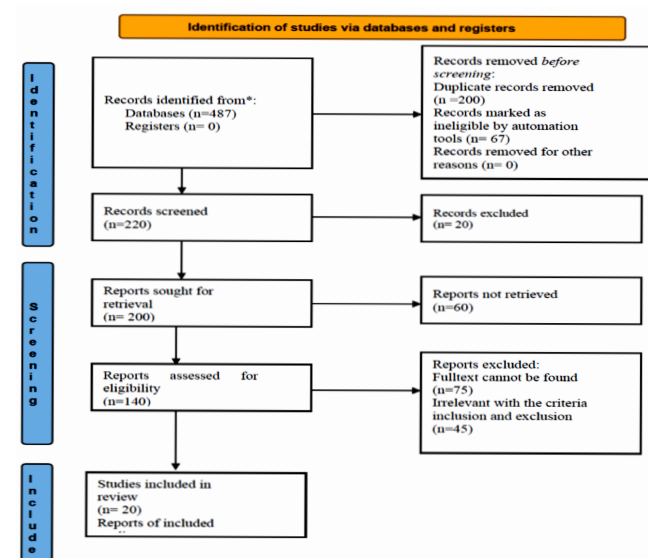 Identification of studies via databases and registers
Identification
Records identified from*:
Databases (n=487)
Registers (n= 0)
Records removed before
screening:
Duplicate records removed
(n =200)
Records marked as
ineligible by automation
tools (n= 67)
Records removed for other
reasons (n= 0)
Records screened
(n=220)
Records excluded
(n= 20)
Screening
Reports sought for
retrieval
(n= 200)
Reports not retrieved
(n=60)
Reports assessed for
eligibility
(n=140)
Reports excluded:
Fulltext cannot be found
(n=75)
Irrelevant with the criteria
inclusion and exclusion
(n=45)
Include
Studies included in
review
(n= 20)
Reports of included